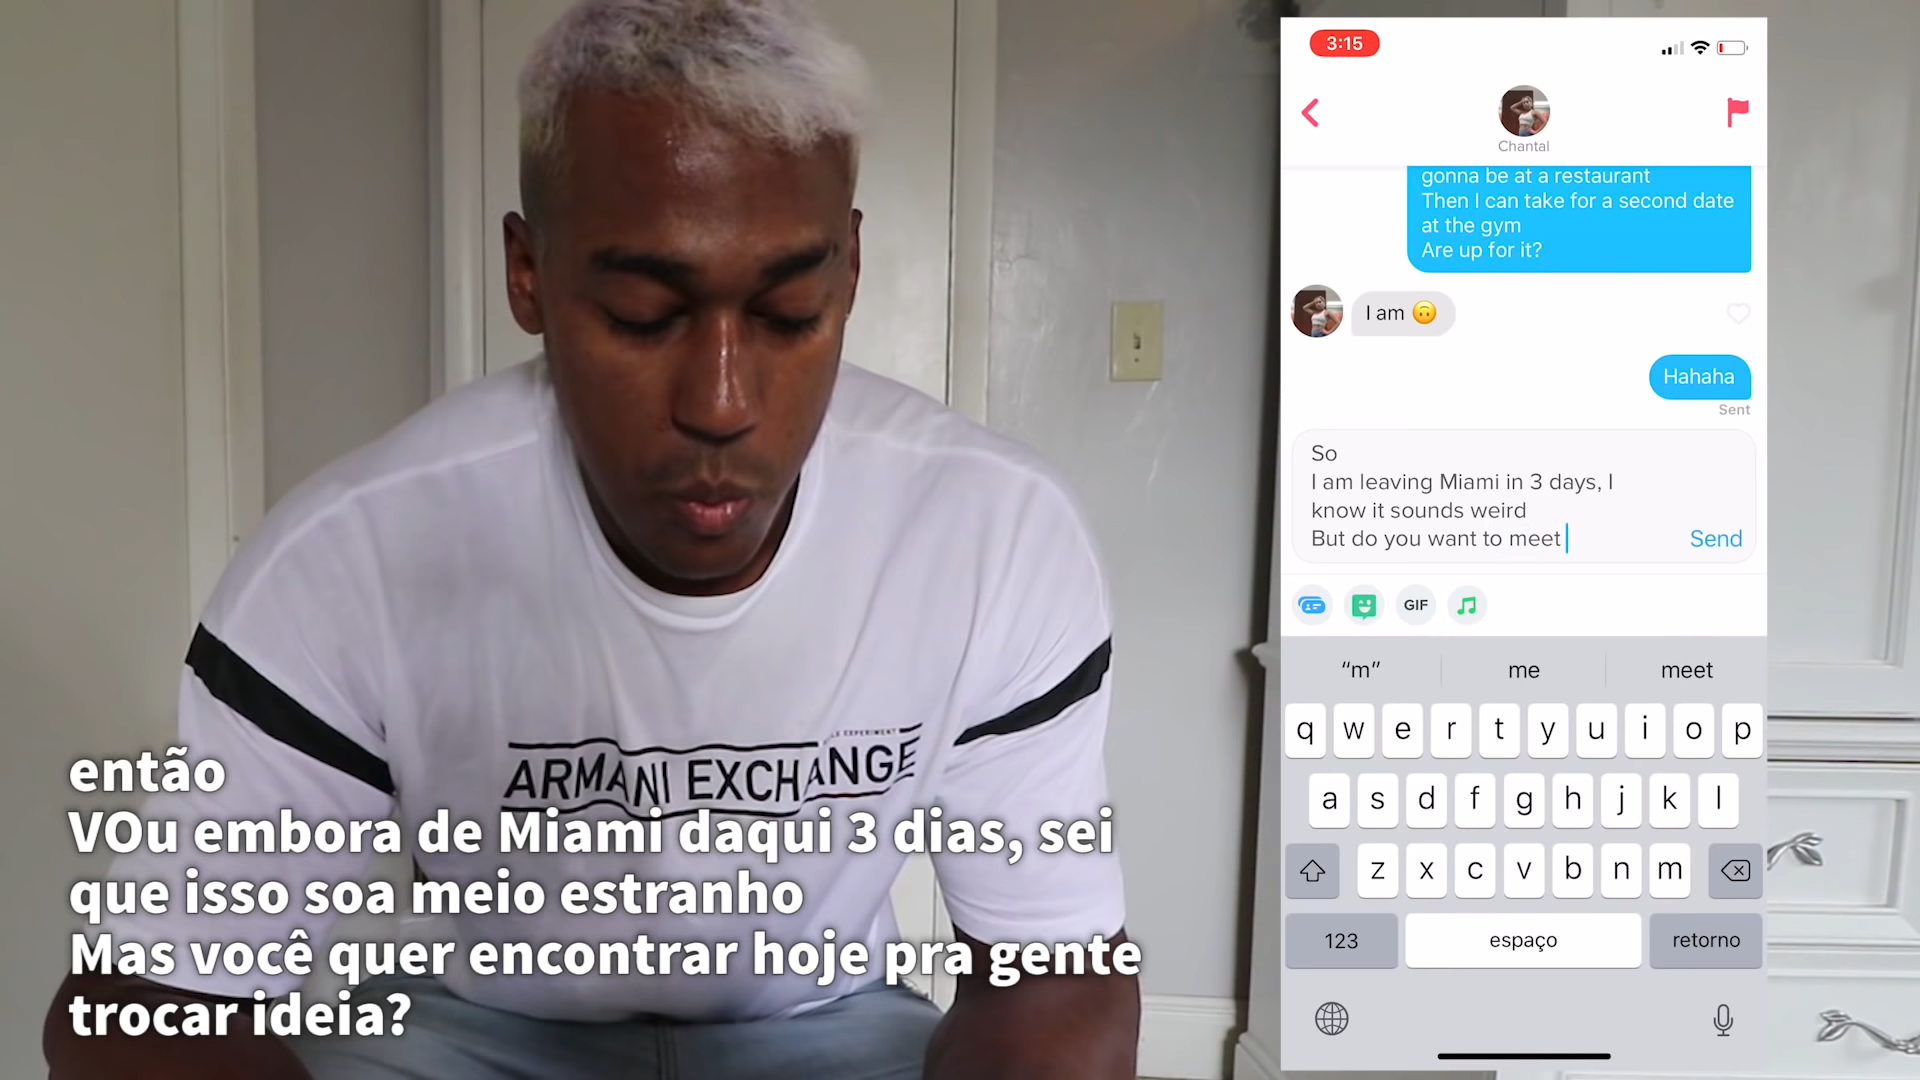 3:15
Chantal
gonna be at a restaurant
Then I can take for a second date
at the gym
Are up for it?
I am
Hahaha
Sent
So
I am leaving Miami in 3 days, I
know it sounds weird
But do you want to meet
Send
GIF
“m”
me
meet
q w e r t y u i o p
a s d f g h j k l
z x c v b n m
123
espaço
retorno
EXPERIMENT
ARMANI EXCHANGE
então
VOu embora de Miami daqui 3 dias, sei
que isso soa meio estranho
Mas você quer encontrar hoje pra gente
trocar ideia?